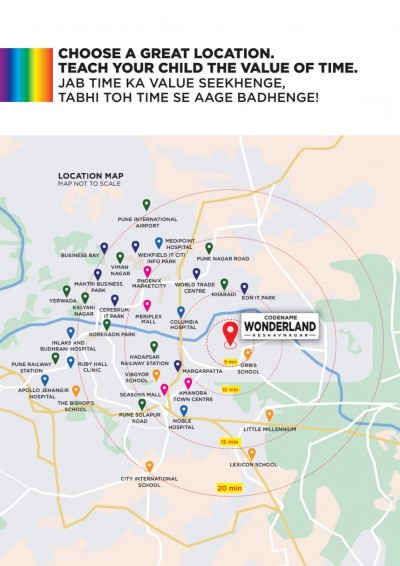 CHOOSE A GREAT LOCATION.
TEACH YOUR CHILD THE VALUE OF TIME.
JAB TIME KA VALUE SEEKHENGE,
TABHI TOH TIME SE AAGE BADHENGE!
LOCATION MAP
MAP NOT TO SCALE
PUNE INTERNATIONAL
AIRPORT
BUSINESS BAY
VIMAN
NAGAR
WEIKFIELD IT CITI
INFO PARK
MEDIPOINT
HOSPITAL
PUNE NAGAR ROAD
MANTRI BUSINESS
PARK
PHOENIX
MARKETCITY
WORLD TRADE
CENTRE
KHARADI
EON IT PARK
YERWADA
KALYANI
NAGAR
CEREBRUM
IT PARK
MERIPLEX
MALL
COLUMBIA
HOSPITAL
CODENAME
WONDERLAND
KESHAVNAGAR
KOREGAON PARK
INLAKS AND
BUDHRANI HOSPITAL
HADAPSAR
RAILWAY STATION
5 min
ORBIS
SCHOOL
PUNE RAILWAY
STATION
RUBY HALL
CLINIC
VIBGYOR
SCHOOL
MARGARPATTA
APOLLO JEHANGIR
HOSPITAL
THE BISHOP'S
SCHOOL
SEASONS MALL
AMANORA
TOWN CENTRE
10 min
PUNE SOLAPUR
ROAD
NOBLE
HOSPITAL
LITTLE MILLENNIUM
15 min
LEXICON SCHOOL
CITY INTERNATIONAL
SCHOOL
20 min